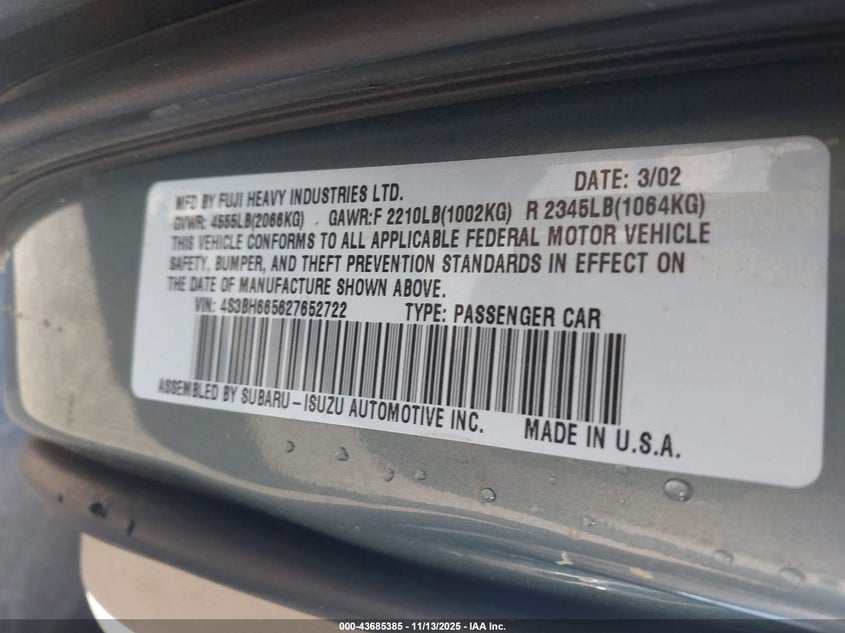 MFD BY FUJI HEAVY INDUSTRIES LTD. DATE: 3/02
GVWR: 4555LB(2066KG) GAWR:F 2210LB(1002KG) R 2345LB(1064KG)
THIS VEHICLE CONFORMS TO ALL APPLICABLE FEDERAL MOTOR VEHICLE
SAFETY, BUMPER, AND THEFT PREVENTION STANDARDS IN EFFECT ON
THE DATE OF MANUFACTURE SHOWN ABOVE.
VIN: 4S3BH665627652722 TYPE: PASSENGER CAR
ASSEMBLED BY SUBARU-ISUZU AUTOMOTIVE INC. MADE IN U.S.A.
000-43685385 - 11/13/2025 - IAA Inc.